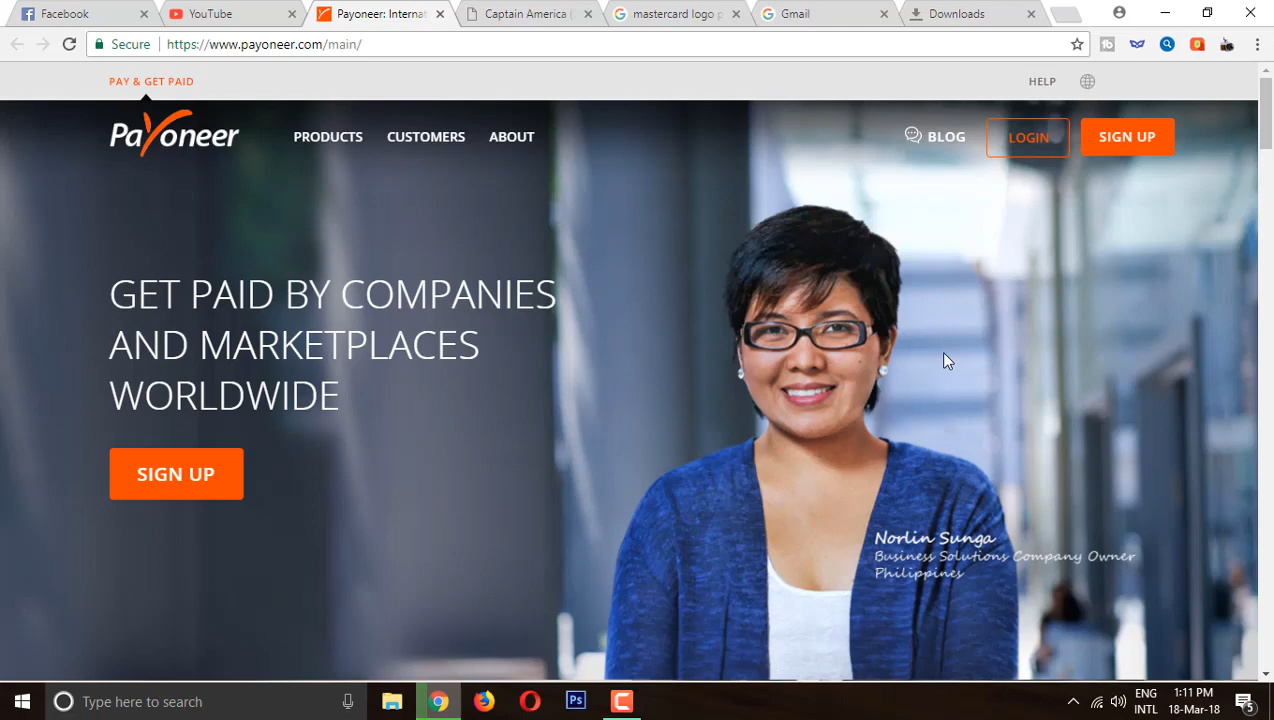 Facebook
YouTube
Payoneer: Internat
Captain America (
mastercard logo p
Gmail
Downloads
Secure
https://www.payoneer.com/main/
PAY & GET PAID
HELP
Payoneer
PRODUCTS
CUSTOMERS
ABOUT
BLOG
LOGIN
SIGN UP
GET PAID BY COMPANIES
AND MARKETPLACES
WORLDWIDE
SIGN UP
Norlin Sunga
Business Solutions Company Owner
Philippines
Type here to search
Ps
ENG
INTL
1:11 PM
18-Mar-18
5